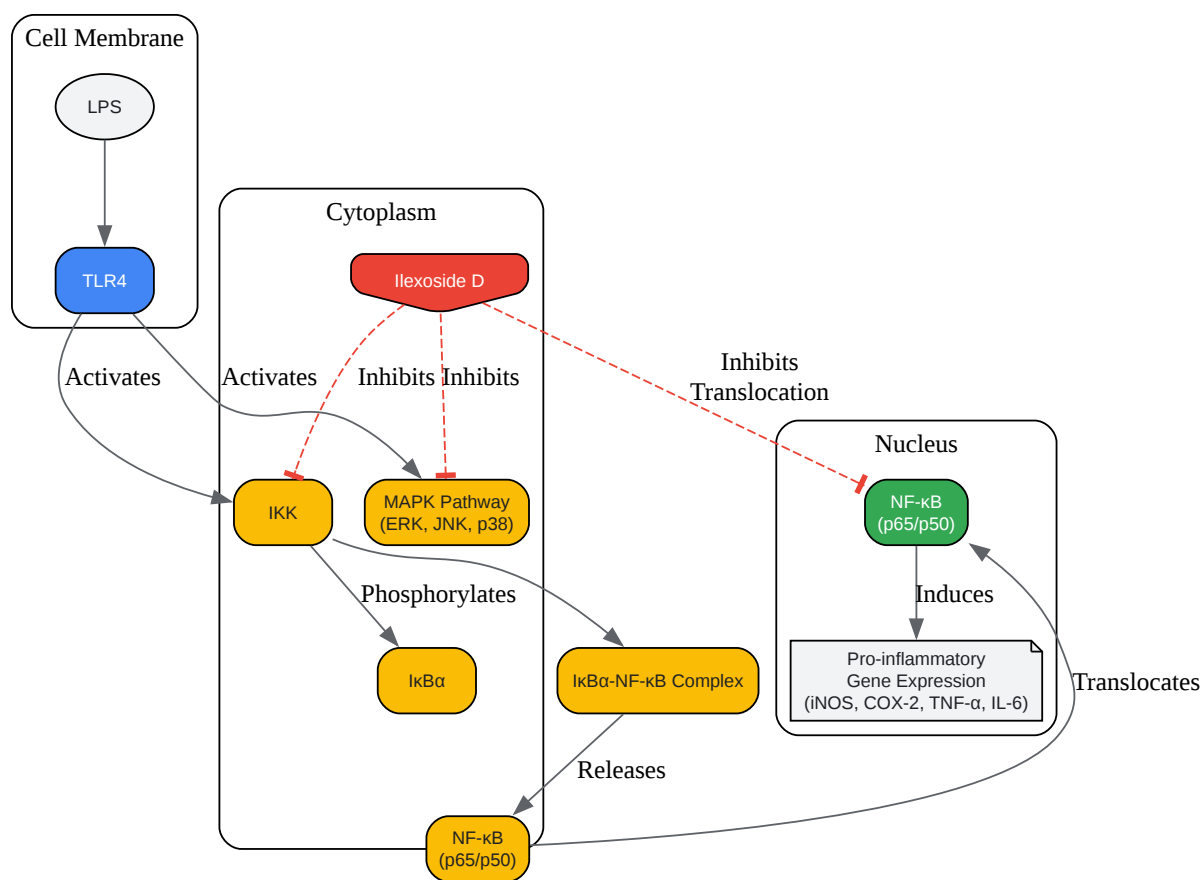 Cell Membrane
LPS
TLR4
Cytoplasm
Ilexoside D
Activates
Activates
Inhibits
Inhibits
Inhibits
Translocation
Nucleus
IKK
MAPK Pathway
(ERK, JNK, p38)
NF-κB
(p65/p50)
Phosphorylates
Induces
IκBα
IκBα-NF-κB Complex
Pro-inflammatory
Gene Expression
(iNOS, COX-2, TNF-α, IL-6)
Translocates
Releases
NF-κB
(p65/p50)